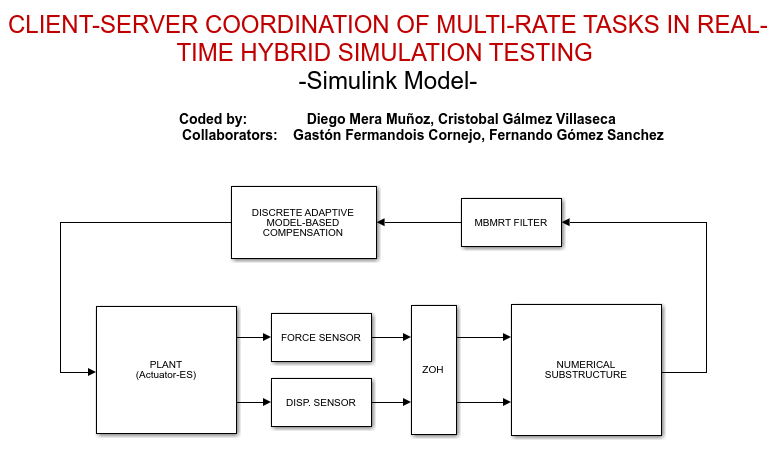 CLIENT-SERVER COORDINATION OF MULTI-RATE TASKS IN REAL-
TIME HYBRID SIMULATION TESTING
-Simulink Model-
Coded by: Diego Mera Muñoz, Cristobal Gálmez Villaseca
Collaborators: Gastón Fermandois Cornejo, Fernando Gómez Sanchez
DISCRETE ADAPTIVE
MODEL-BASED
COMPENSATION
MBMRT FILTER
PLANT
(Actuator-ES)
FORCE SENSOR
DISP. SENSOR
ZOH
NUMERICAL
SUBSTRUCTURE